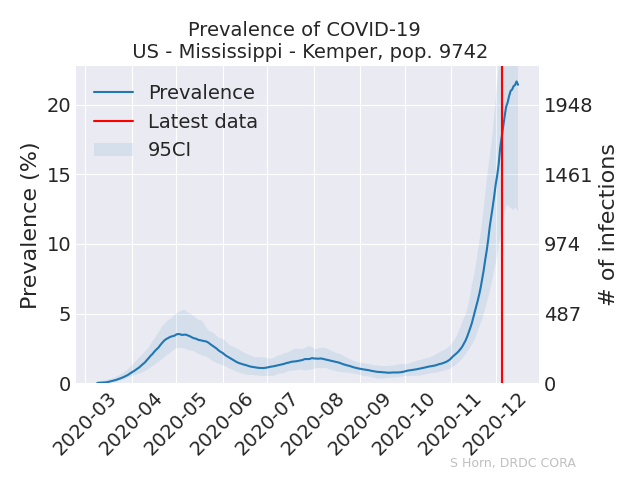 Prevalence of COVID-19
US - Mississippi - Kemper, pop. 9742
Prevalence
Latest data
95CI
Prevalence (%)
20
15
10
5
0
1948
1461
974
487
0
# of infections
2020-03
2020-04
2020-05
2020-06
2020-07
2020-08
2020-09
2020-10
2020-11
2020-12
S Horn, DRDC CORA